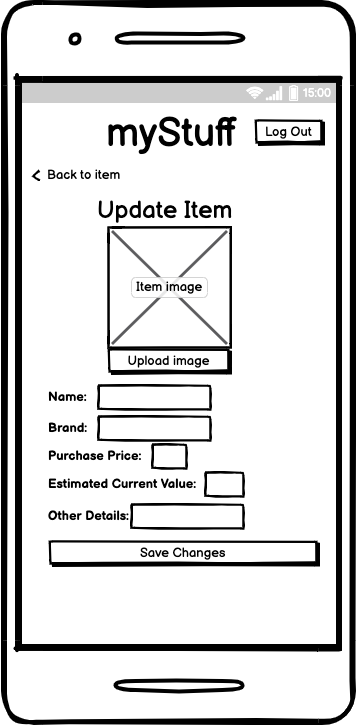 15:00
myStuff
Log Out
Back to item
Update Item
Item image
Upload image
Name:
Brand:
Purchase Price:
Estimated Current Value:
Other Details:
Save Changes